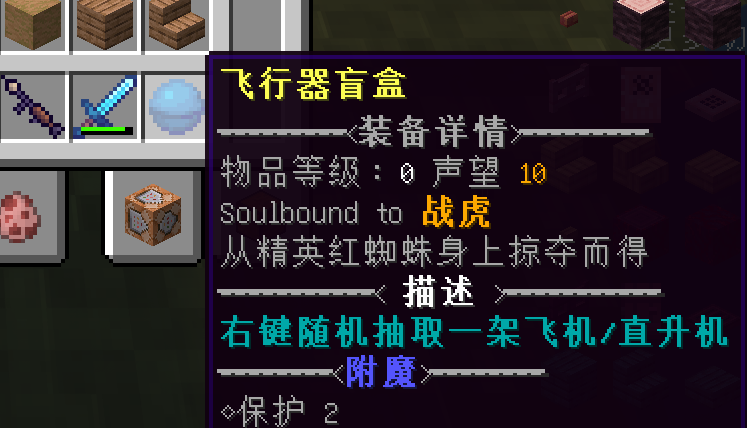 飞行器盲盒
装备详情
物品等级：0 声望 10
Soulbound to 战虎
从精英红蜘蛛身上掠夺而得
描述
右键随机抽取一架飞机/直升机
附魔
◇保护 2